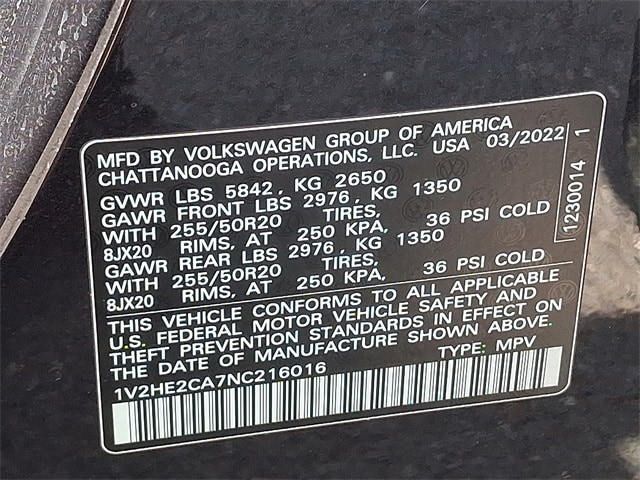 MFD BY VOLKSWAGEN GROUP OF AMERICA
CHATTANOOGA OPERATIONS, LLC. USA 03/2022
GVWR LBS 5842, KG 2650
GAWR FRONT LBS 2976, KG 1350
WITH 255/50R20 TIRES, 36 PSI COLD
8JX20 RIMS, AT 250 KPA,
GAWR REAR LBS 2976, KG 1350
WITH 255/50R20 TIRES, 36 PSI COLD
8JX20 RIMS, AT 250 KPA,
THIS VEHICLE CONFORMS TO ALL APPLICABLE
U.S. FEDERAL MOTOR VEHICLE SAFETY AND
THEFT PREVENTION STANDARDS IN EFFECT ON
THE DATE OF MANUFACTURE SHOWN ABOVE.
1V2HE2CA7NC216016 TYPE: MPV
1230014 1